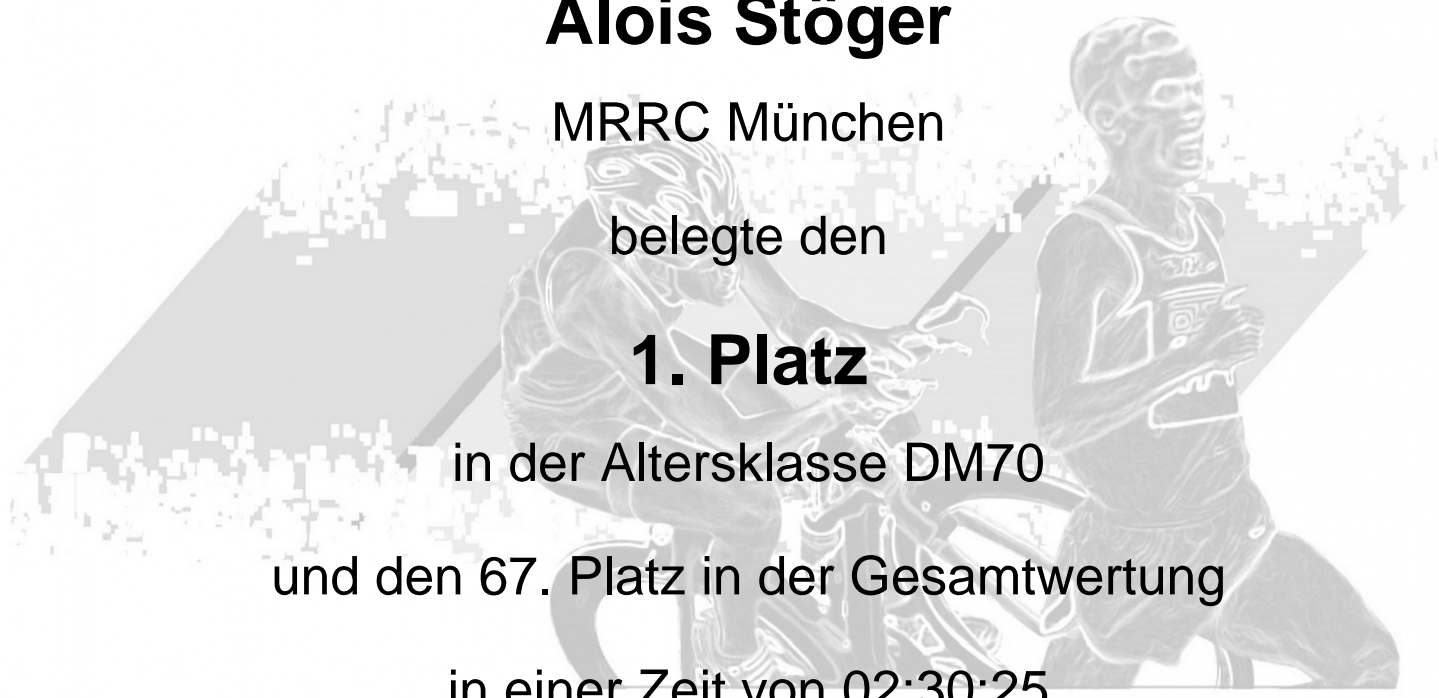 Alois Stöger
MRRC München
belegte den
1. Platz
in der Altersklasse DM70
und den 67. Platz in der Gesamtwertung
in einer Zeit von 02:30:25